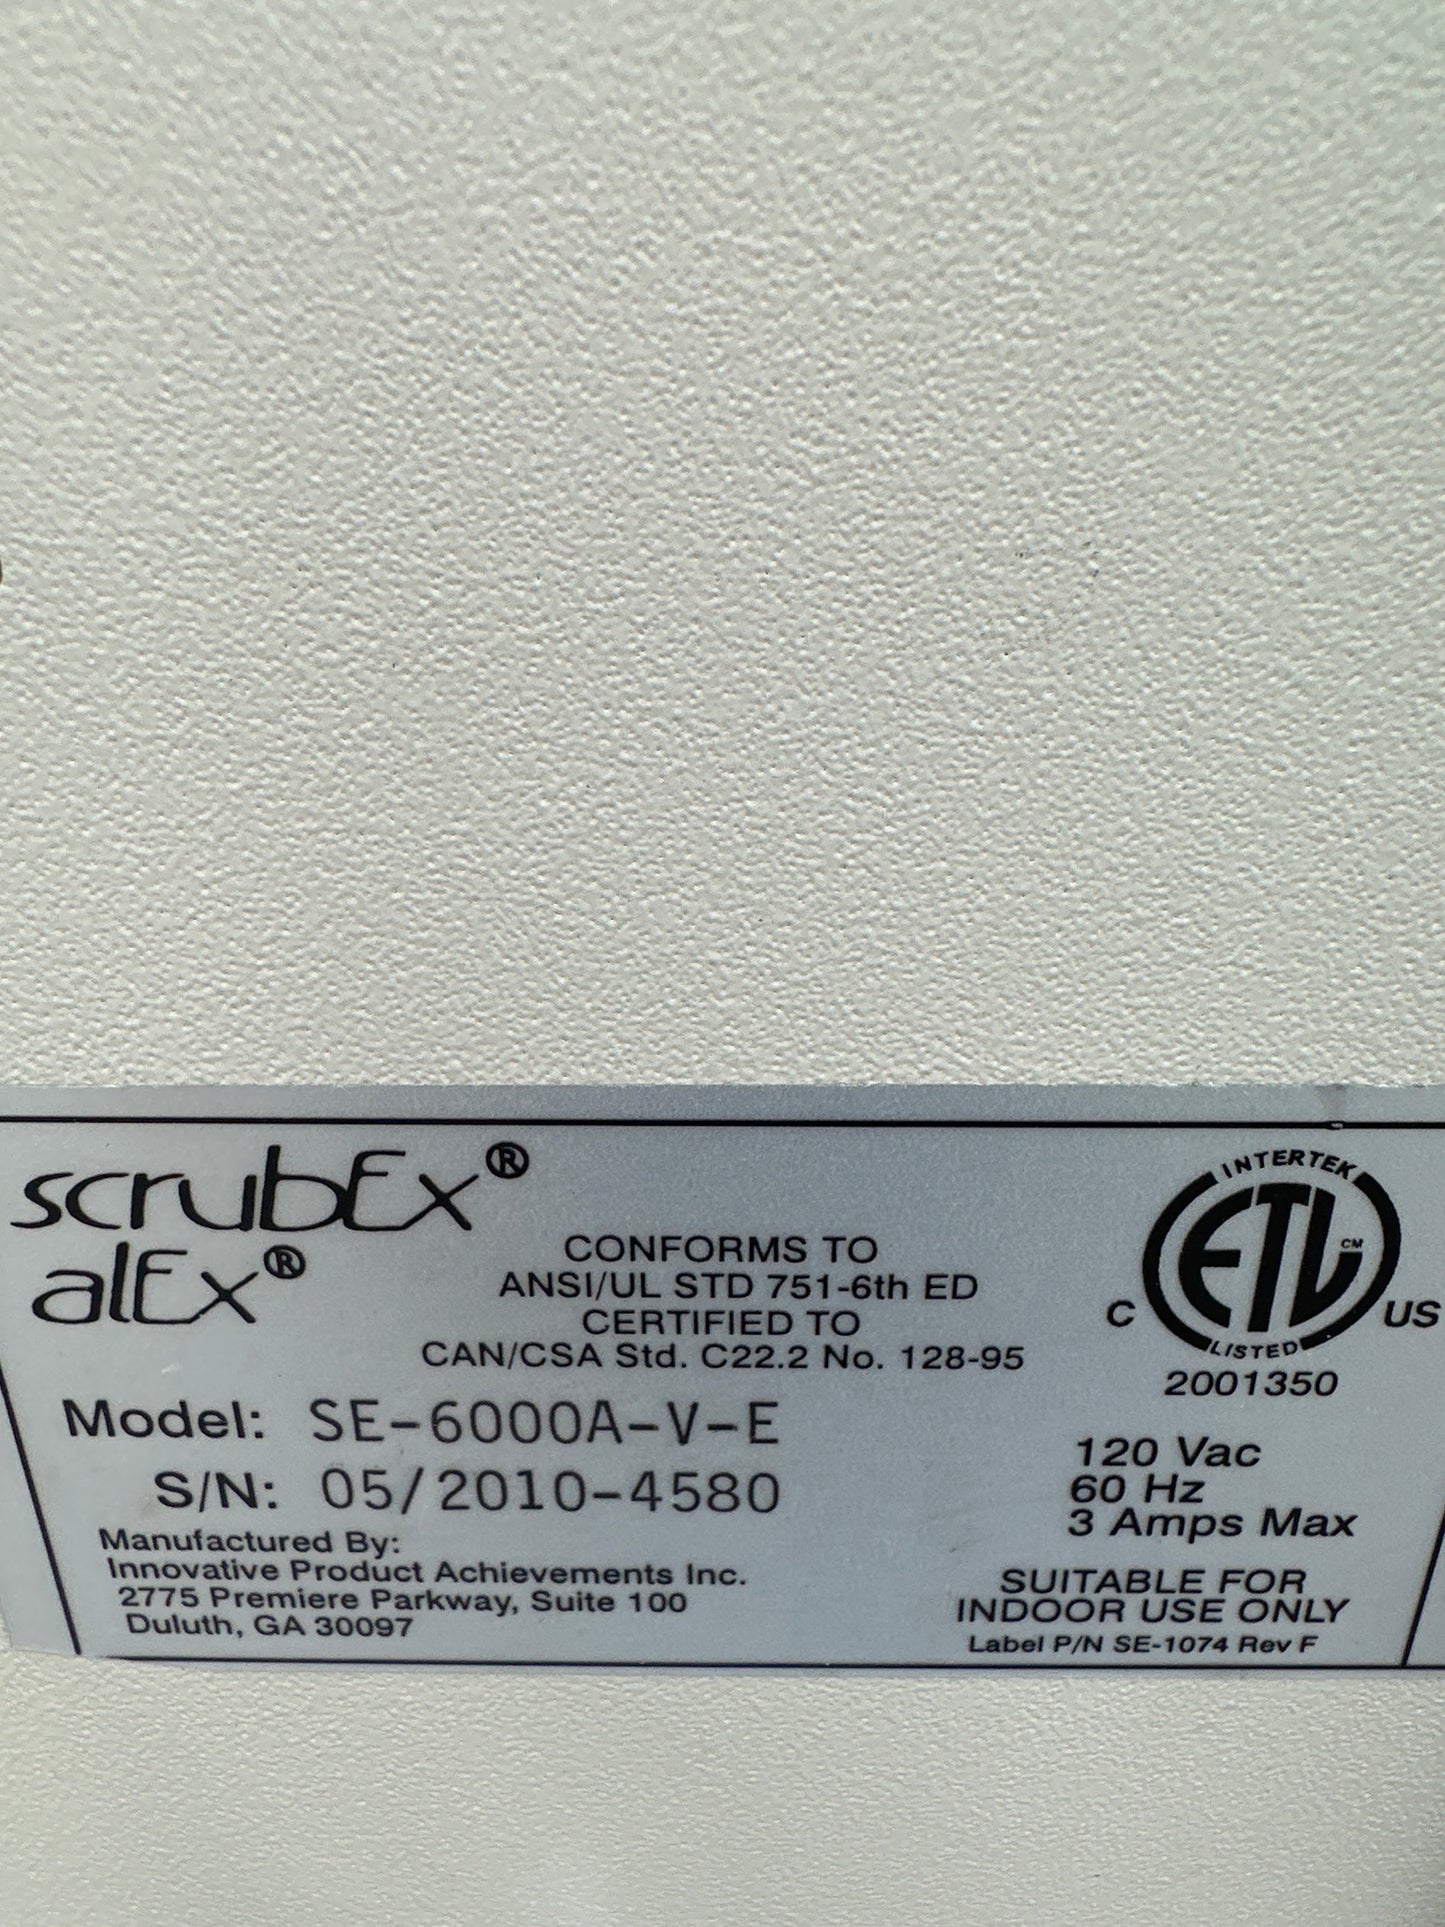 scrubEx®
alEx®
CONFORMS TO
ANSI/UL STD 751-6th ED
CERTIFIED TO
CAN/CSA Std. C22.2 No. 128-95
Model: SE-6000A-V-E
S/N: 05/2010-4580
Manufactured By:
Innovative Product Achievements Inc.
2775 Premiere Parkway, Suite 100
Duluth, GA 30097
INTERTEK
C ETL CM US
LISTED
2001350
120 Vac
60 Hz
3 Amps Max
SUITABLE FOR
INDOOR USE ONLY
Label P/N SE-1074 Rev F